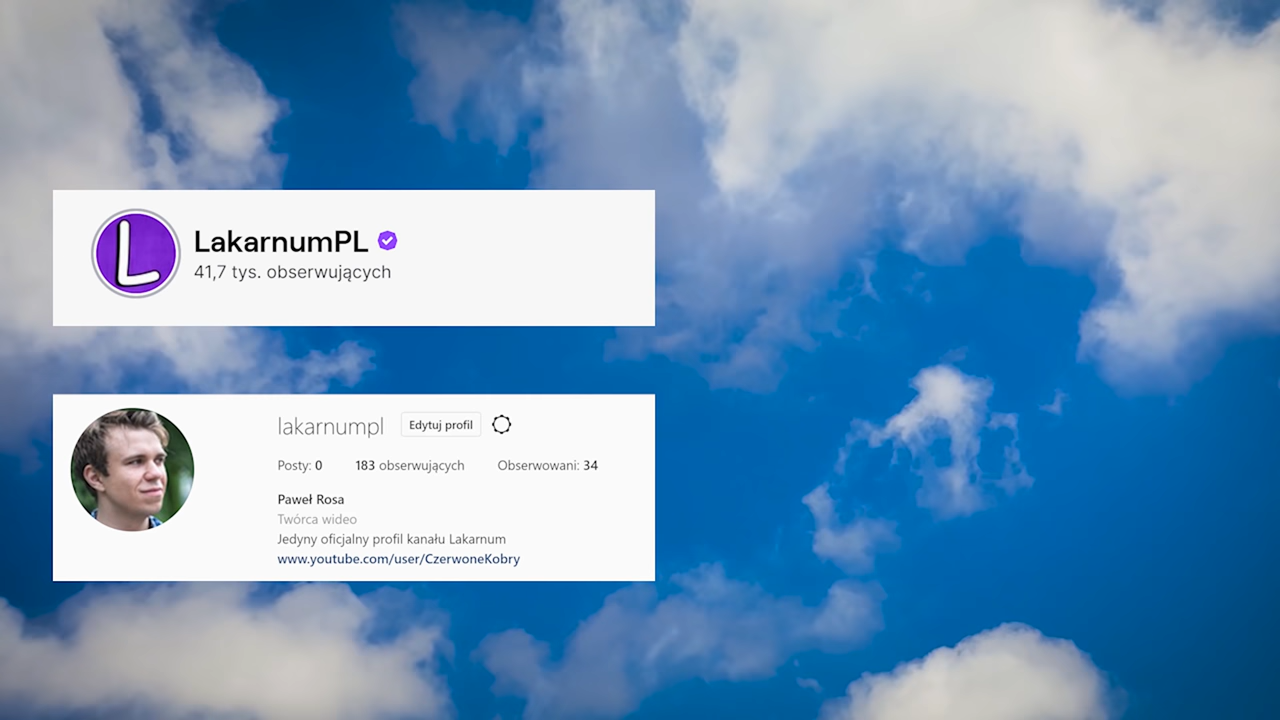 L
LakarnumPL
41,7 tys. obserwujących
lakarnumpl Edytuj profil
Posty: 0 183 obserwujących Obserwowani: 34
Paweł Rosa
Twórca wideo
Jedyny oficjalny profil kanału Lakarnum
www.youtube.com/user/CzerwoneKobry